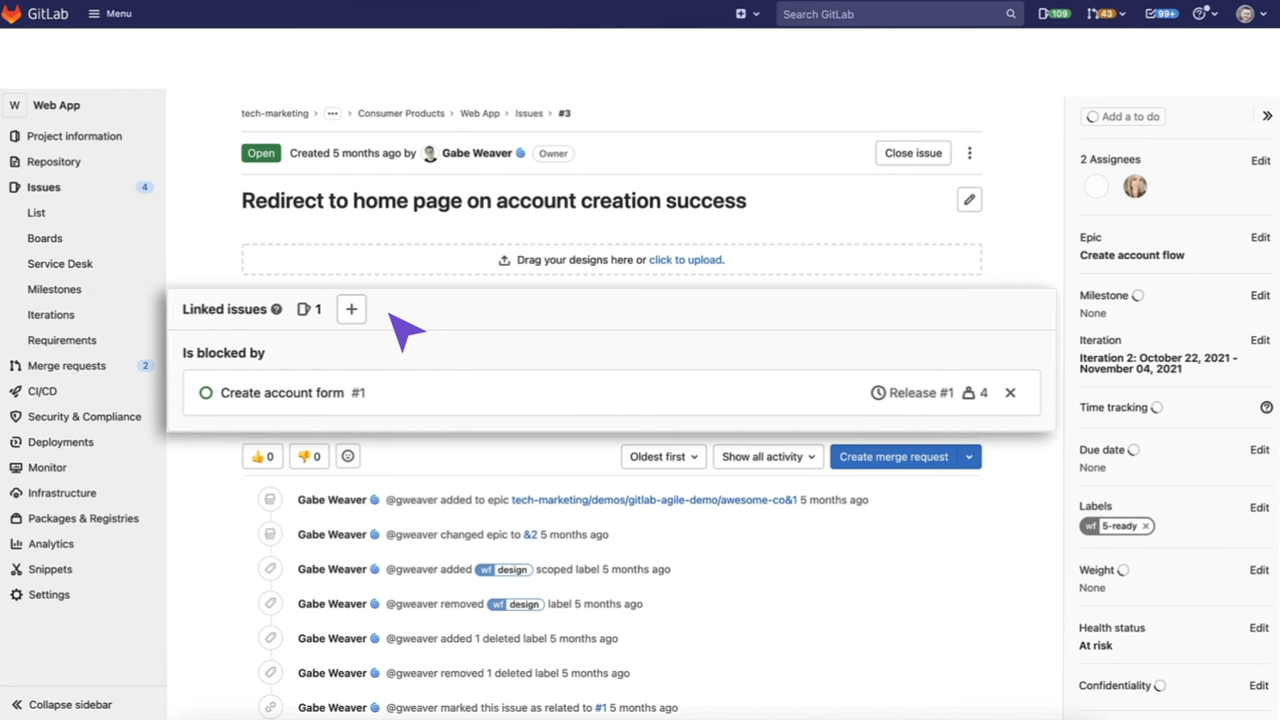 GitLab
Menu
Search GitLab
109
43
99+
W Web App
Project information
Repository
Issues 4
List
Boards
Service Desk
Milestones
Iterations
Requirements
Merge requests 2
CI/CD
Security & Compliance
Deployments
Monitor
Infrastructure
Packages & Registries
Analytics
Snippets
Settings
Collapse sidebar
tech-marketing › ... › Consumer Products › Web App › Issues › #3
Open Created 5 months ago by Gabe Weaver Owner
Close issue
Redirect to home page on account creation success
Drag your designs here or click to upload.
Linked issues ? 1 +
Is blocked by
Create account form #1 Release #1 4
0 0 Oldest first Show all activity Create merge request
Gabe Weaver @gweaver added to epic tech-marketing/demos/gitlab-agile-demo/awesome-co&1 5 months ago
Gabe Weaver @gweaver changed epic to &2 5 months ago
Gabe Weaver @gweaver added wf design scoped label 5 months ago
Gabe Weaver @gweaver removed wf design label 5 months ago
Gabe Weaver @gweaver added 1 deleted label 5 months ago
Gabe Weaver @gweaver removed 1 deleted label 5 months ago
Gabe Weaver @gweaver marked this issue as related to #1 5 months ago
Add a to do
2 Assignees Edit
Epic Edit
Create account flow
Milestone Edit
None
Iteration Edit
Iteration 2: October 22, 2021 -
November 04, 2021
Time tracking ?
Due date Edit
None
Labels Edit
wf 5-ready ×
Weight Edit
None
Health status Edit
At risk
Confidentiality Edit